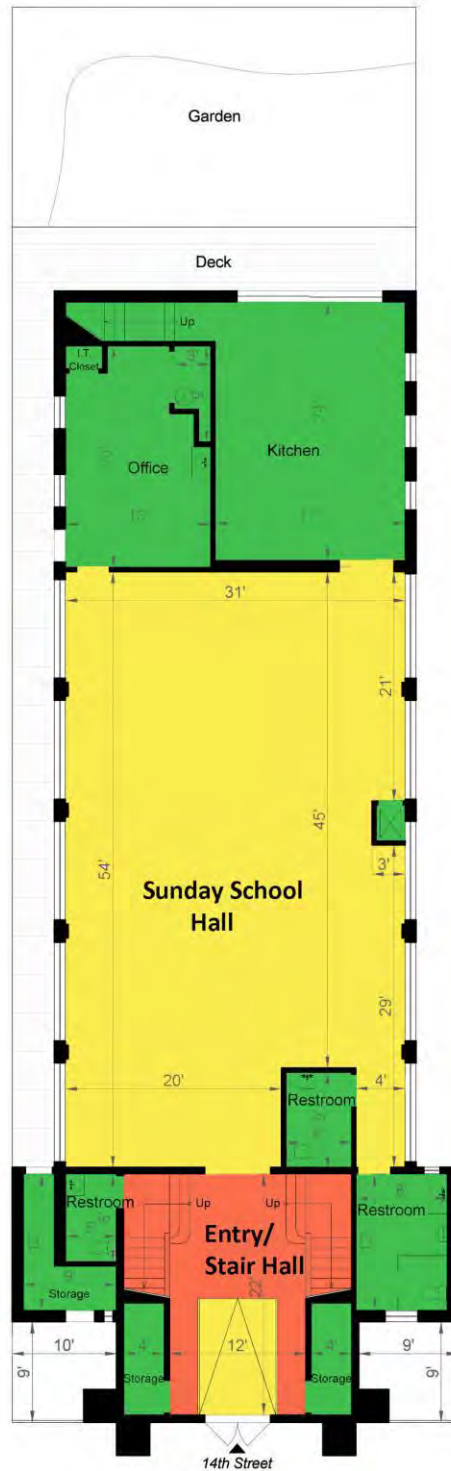 Garden
Deck
Up
I.T.
Closet
3'
Office
Kitchen
31'
21'
45'
54'
3'
Sunday School
Hall
29'
20'
4'
Restroom
Restroom
Up
Up
Restroom
Entry/
Stair Hall
22'
Storage
10'
4'
12'
4'
9'
Storage
Storage
9'
9'
14th Street